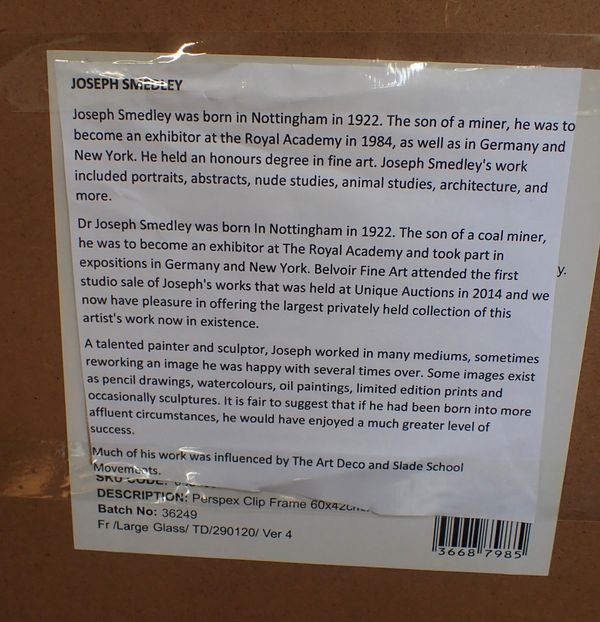 JOSEPH SMEDLEY
Joseph Smedley was born in Nottingham in 1922. The son of a miner, he was to
become an exhibitor at the Royal Academy in 1984, as well as in Germany and
New York. He held an honours degree in fine art. Joseph Smedley's work
included portraits, abstracts, nude studies, animal studies, architecture, and
more.
Dr Joseph Smedley was born In Nottingham in 1922. The son of a coal miner,
he was to become an exhibitor at The Royal Academy and took part in
expositions in Germany and New York. Belvoir Fine Art attended the first
studio sale of Joseph's works that was held at Unique Auctions in 2014 and we
now have pleasure in offering the largest privately held collection of this
artist's work now in existence.
y.
A talented painter and sculptor, Joseph worked in many mediums, sometimes
reworking an image he was happy with several times over. Some images exist
as pencil drawings, watercolours, oil paintings, limited edition prints and
occasionally sculptures. It is fair to suggest that if he had been born into more
affluent circumstances, he would have enjoyed a much greater level of
success.
Much of his work was influenced by The Art Deco and Slade School
Movements.
SKU CODE:
DESCRIPTION: Perspex Clip Frame 60x42cm
Batch No: 36249
Fr /Large Glass/ TD/290120/ Ver 4
3668 7985